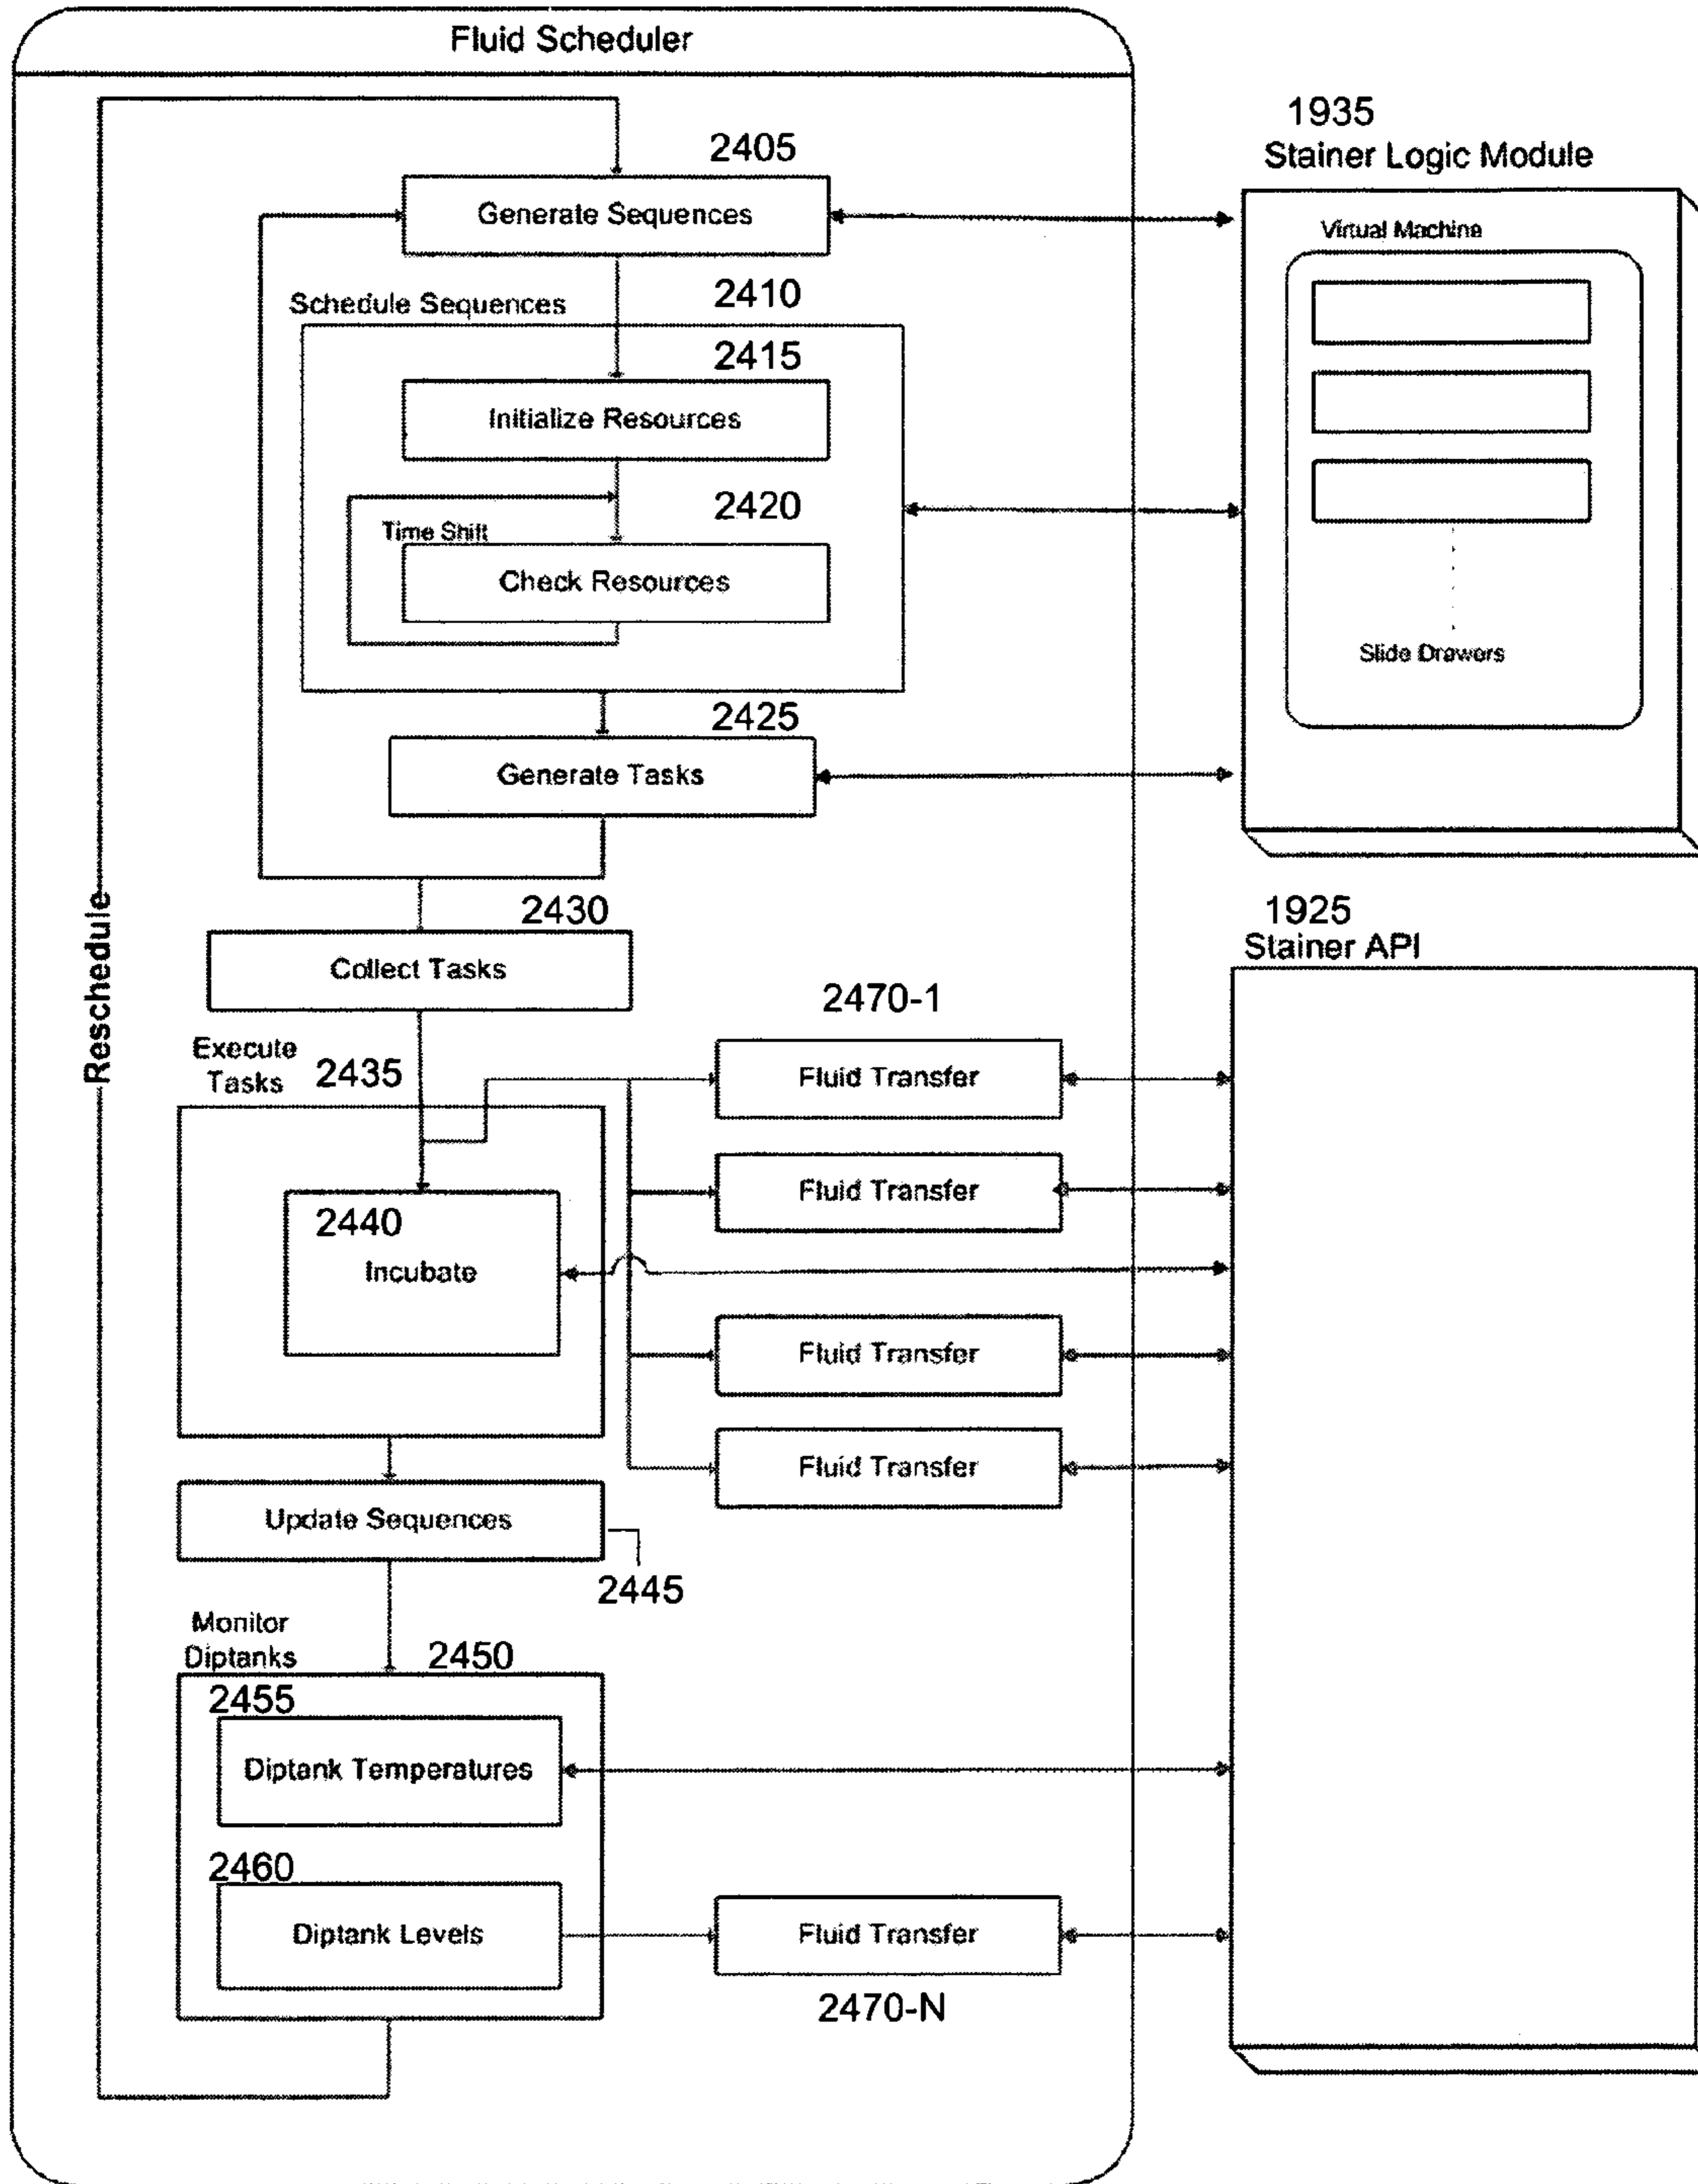 Fluid Scheduler
2405
Generate Sequences
2410
Schedule Sequences
2415
Initialize Resources
2420
Time Shift
Check Resources
2425
Generate Tasks
Reschedule
2430
Collect Tasks
Execute
Tasks
2435
2440
Incubate
2470-1
Fluid Transfer
Fluid Transfer
Fluid Transfer
Fluid Transfer
Update Sequences
2445
Monitor
Diptanks
2450
2455
Diptank Temperatures
2460
Diptank Levels
Fluid Transfer
2470-N
1935
Stainer Logic Module
Virtual Machine
Slide Drawers
1925
Stainer API